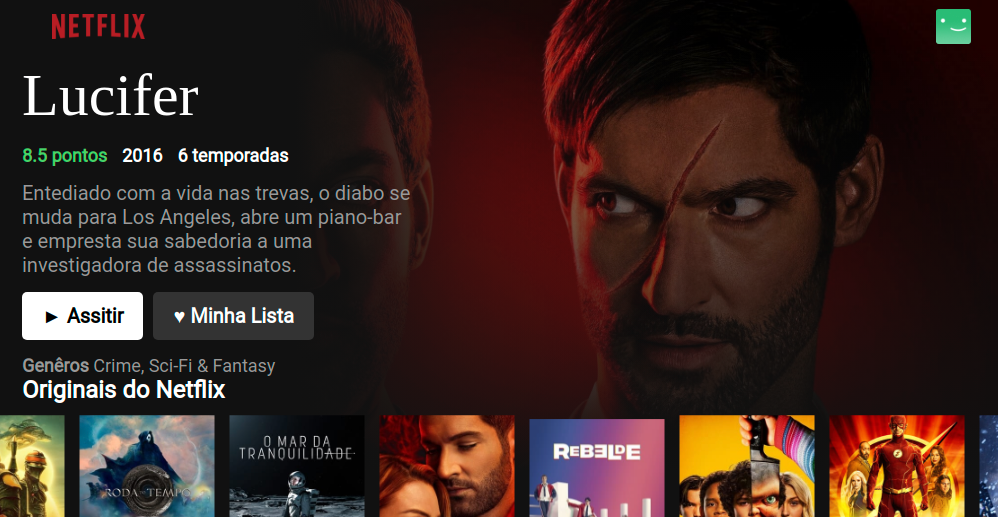 NETFLIX
Lucifer
8.5 pontos 2016 6 temporadas
Entediado com a vida nas trevas, o diabo se
muda para Los Angeles, abre um piano-bar
e empresta sua sabedoria a uma
investigadora de assassinatos.
► Assitir ♥ Minha Lista
Genêros Crime, Sci-Fi & Fantasy
Originais do Netflix
RODA DO TEMPO
O MAR DA
TRANQUILIDADE
REBELDE